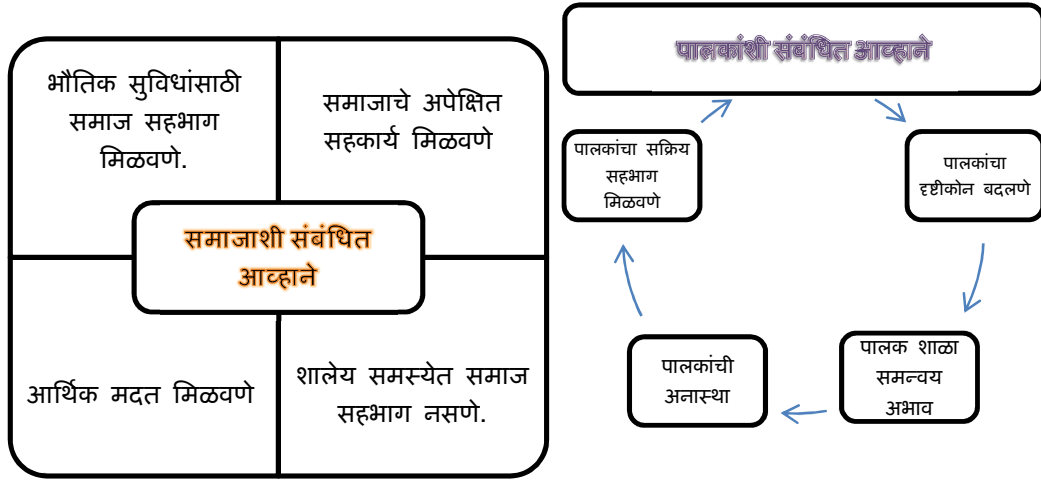 भौतिक सुविधांसाठी
समाज सहभाग
मिळवणे.
समाजाचे अपेक्षित
सहकार्य मिळवणे
समाजाशी संबंधित
आव्हाने
आर्थिक मदत मिळवणे
शालेय समस्येत समाज
सहभाग नसणे.
पालकांशी संबंधित आव्हाने
पालकांचा
दृष्टीकोन बदलणे
पालक शाळा
समन्वय
अभाव
पालकांची
अनास्था
पालकांचा सक्रिय
सहभाग
मिळवणे